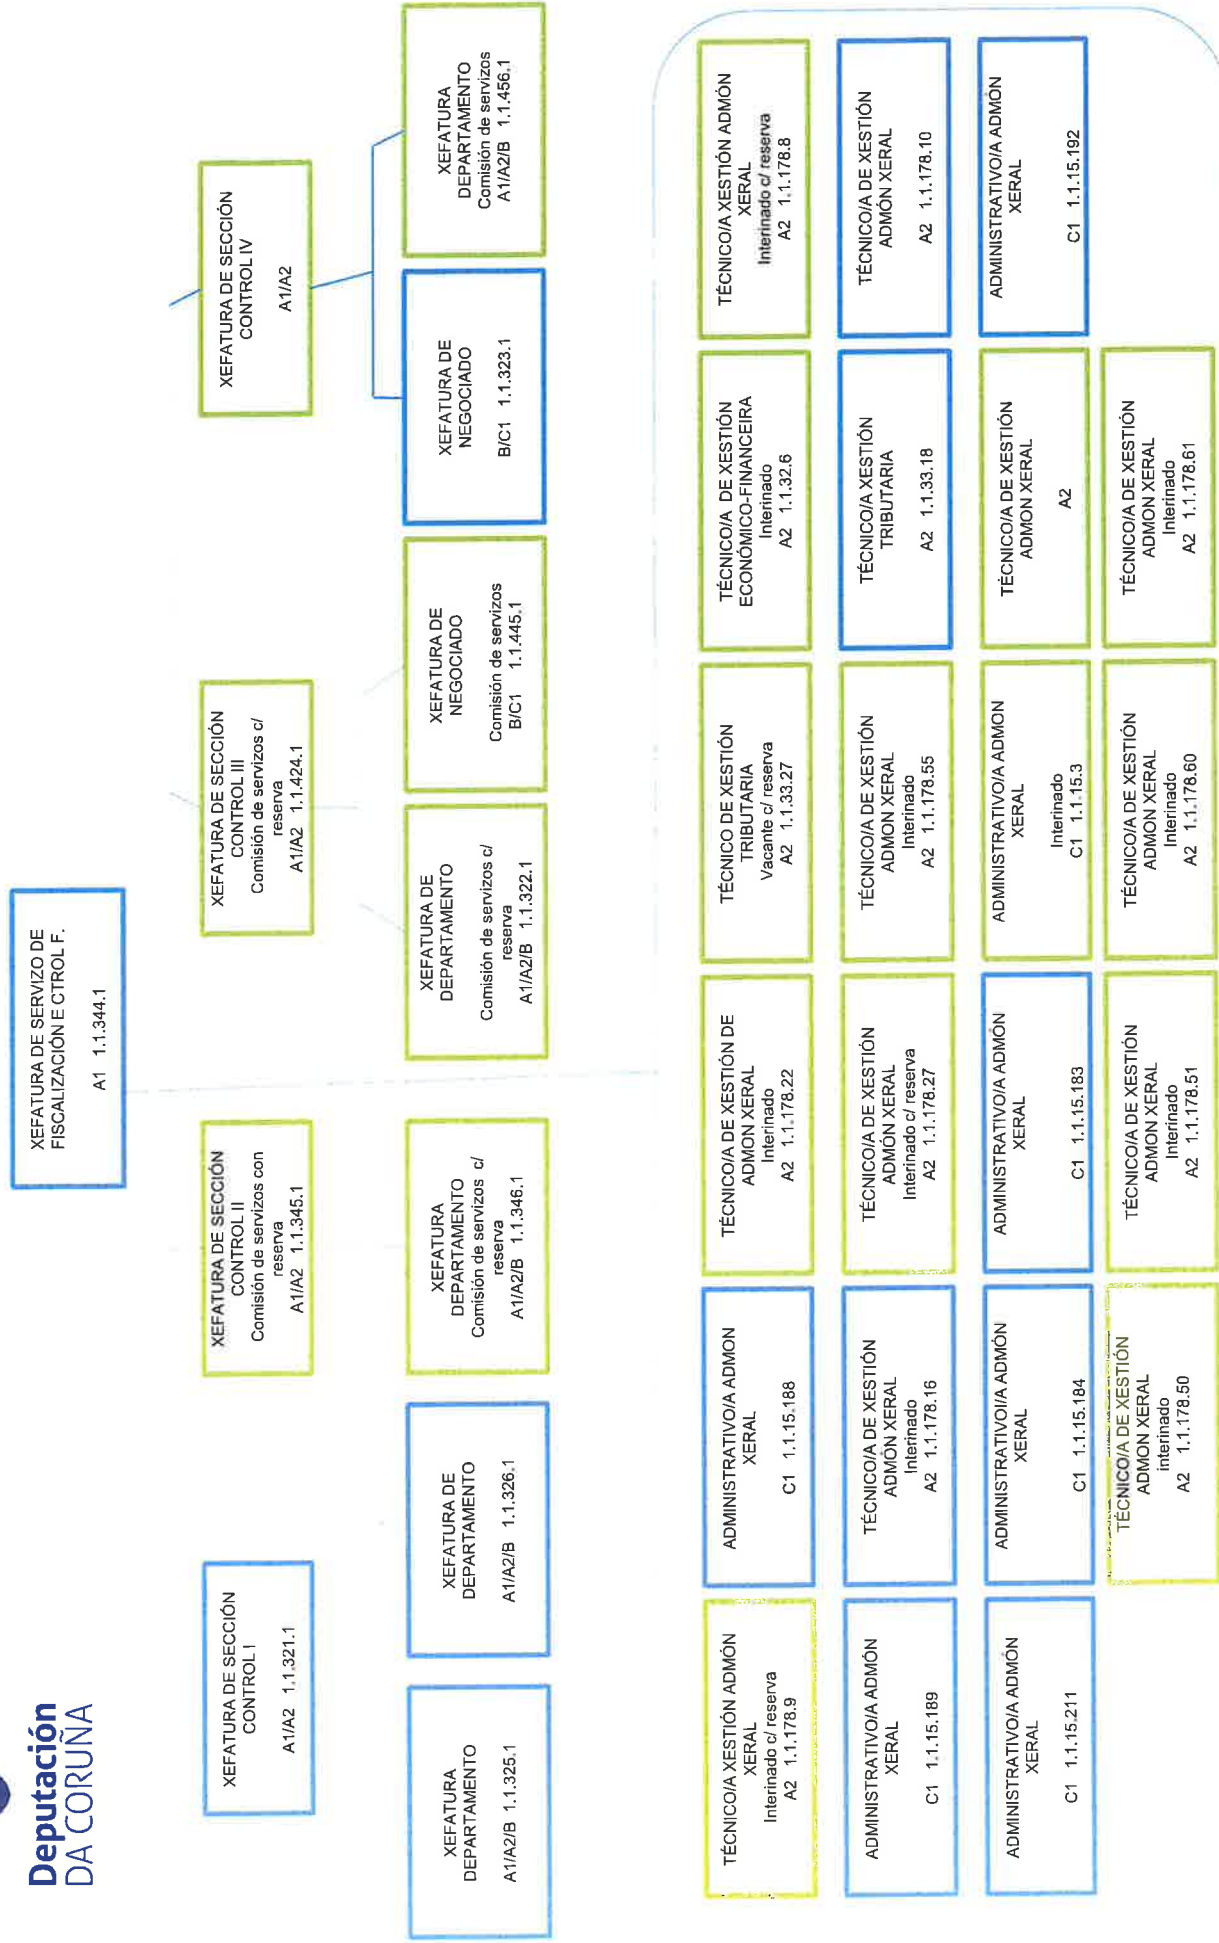 Deputación
DA CORUÑA
XEFATURA DE SERVIZO DE
FISCALIZACIÓN E CTROL F.
A1 1.1.344.1
XEFATURA DE SECCIÓN
CONTROL I
A1/A2 1.1.321.1
XEFATURA DE SECCIÓN
CONTROL II
Comisión de servizos con
reserva
A1/A2 1.1.345.1
XEFATURA DE SECCIÓN
CONTROL III
Comisión de servizos c/
reserva
A1/A2 1.1.424.1
XEFATURA DE SECCIÓN
CONTROL IV
A1/A2
XEFATURA
DEPARTAMENTO
A1/A2/B 1.1.325.1
XEFATURA DE
DEPARTAMENTO
A1/A2/B 1.1.326.1
XEFATURA
DEPARTAMENTO
Comisión de servizos c/
reserva
A1/A2/B 1.1.346.1
XEFATURA DE
DEPARTAMENTO
Comisión de servizos c/
reserva
A1/A2/B 1.1.322.1
XEFATURA DE
NEGOCIADO
Comisión de servizos
B/C1 1.1.445.1
XEFATURA DE
NEGOCIADO
B/C1 1.1.323.1
XEFATURA
DEPARTAMENTO
Comisión de servizos
A1/A2/B 1.1.456.1
TÉCNICO/A XESTIÓN ADMÓN
XERAL
Interinado c/ reserva
A2 1.1.178.9
ADMINISTRATIVO/A ADMON
XERAL
C1 1.1.15.188
TÉCNICO/A DE XESTIÓN DE
ADMON XERAL
Interinado
A2 1.1.178.22
TÉCNICO DE XESTIÓN
TRIBUTARIA
Vacante c/ reserva
A2 1.1.33.27
TÉCNICO/A DE XESTIÓN
ECONÓMICO-FINANCEIRA
Interinado
A2 1.1.32.6
TÉCNICO/A XESTIÓN ADMÓN
XERAL
Interinado c/ reserva
A2 1.1.178.8
ADMINISTRATIVO/A ADMÓN
XERAL
C1 1.1.15.189
TÉCNICO/A DE XESTIÓN
ADMÓN XERAL
Interinado
A2 1.1.178.16
TÉCNICO/A DE XESTIÓN
ADMÓN XERAL
Interinado c/ reserva
A2 1.1.178.27
TÉCNICO/A DE XESTIÓN
ADMON XERAL
Interinado
A2 1.1.178.55
TÉCNICO/A XESTIÓN
TRIBUTARIA
A2 1.1.33.18
TÉCNICO/A DE XESTIÓN
ADMÓN XERAL
A2 1.1.178.10
ADMINISTRATIVO/A ADMÓN
XERAL
C1 1.1.15.211
ADMINISTRATIVO/A ADMÓN
XERAL
C1 1.1.15.184
ADMINISTRATIVO/A ADMÓN
XERAL
C1 1.1.15.183
ADMINISTRATIVO/A ADMON
XERAL
Interinado
C1 1.1.15.3
TÉCNICO/A DE XESTIÓN
ADMON XERAL
A2
ADMINISTRATIVO/A ADMÓN
XERAL
C1 1.1.15.192
TÉCNICO/A DE XESTIÓN
ADMON XERAL
interinado
A2 1.1.178.50
TÉCNICO/A DE XESTIÓN
ADMON XERAL
Interinado
A2 1.1.178.51
TÉCNICO/A DE XESTIÓN
ADMON XERAL
Interinado
A2 1.1.178.60
TÉCNICO/A DE XESTIÓN
ADMON XERAL
Interinado
A2 1.1.178.61